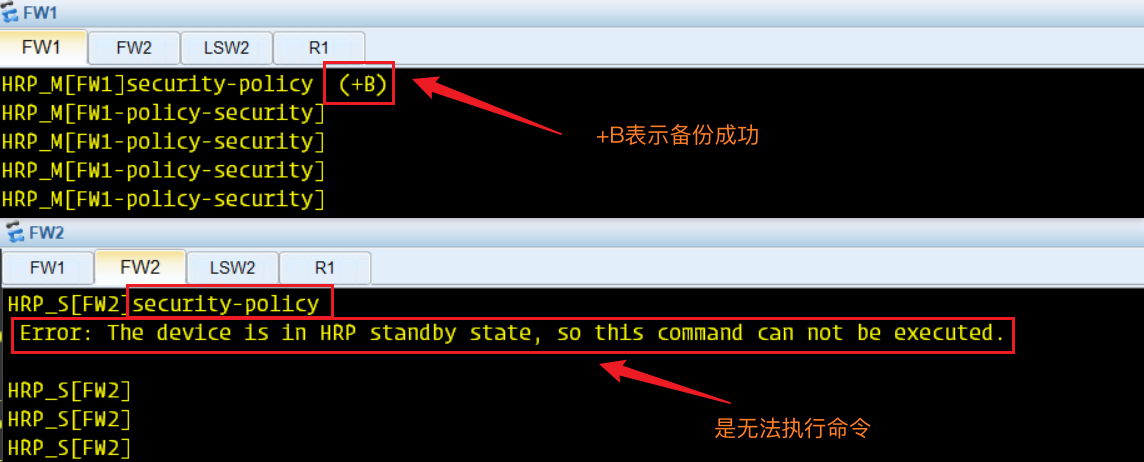 FW1
FW1 FW2 LSW2 R1
HRP_M[FW1]security-policy (+B)
HRP_M[FW1-policy-security]
HRP_M[FW1-policy-security]
+B表示备份成功
HRP_M[FW1-policy-security]
HRP_M[FW1-policy-security]
FW2
FW1 FW2 LSW2 R1
HRP_S[FW2]security-policy
Error: The device is in HRP standby state, so this command can not be executed.
HRP_S[FW2]
HRP_S[FW2]
是无法执行命令
HRP_S[FW2]